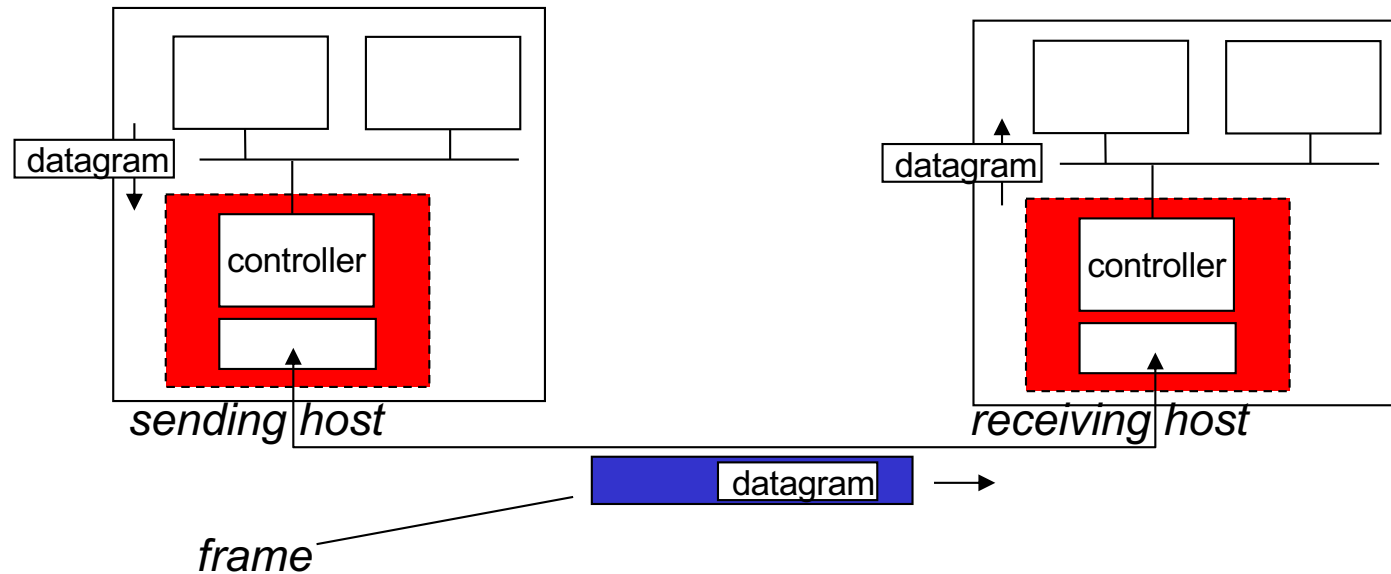 datagram
datagram
controller
controller
sending host
receiving host
datagram
frame